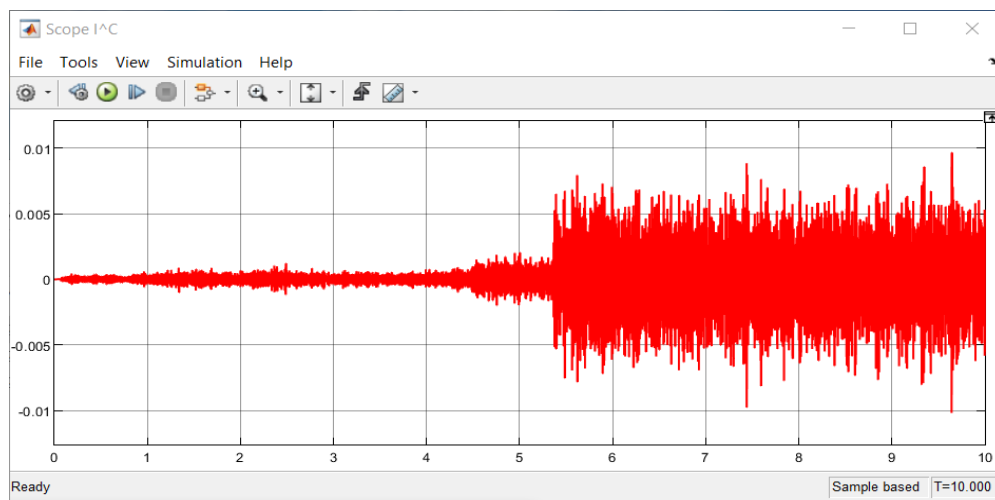 Scope I^C
File Tools View Simulation Help
0.01
0.005
0
-0.005
-0.01
0 1 2 3 4 5 6 7 8 9 10
Ready Sample based T=10.000